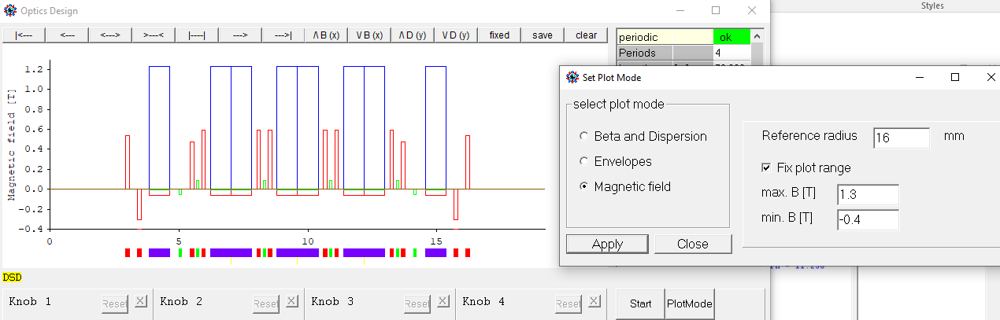 Optics Design
Styles
|<---
<---
<--->
>---<
|----|
--->
--->|
/\ B (x)
\/ B (x)
/\ D (y)
\/ D (y)
fixed
save
clear
periodic ok
Periods 4
Magnetic field [T]
1.2
1.0
0.8
0.6
0.4
0.2
0.0
-0.2
-0.4
0 5 10 15
DSD
Knob 1 Reset X
Knob 2 Reset X
Knob 3 Reset X
Knob 4 Reset X
Start PlotMode
Set Plot Mode
select plot mode
Beta and Dispersion
Envelopes
Magnetic field
Apply Close
Reference radius 16 mm
Fix plot range
max. B [T] 1.3
min. B [T] -0.4